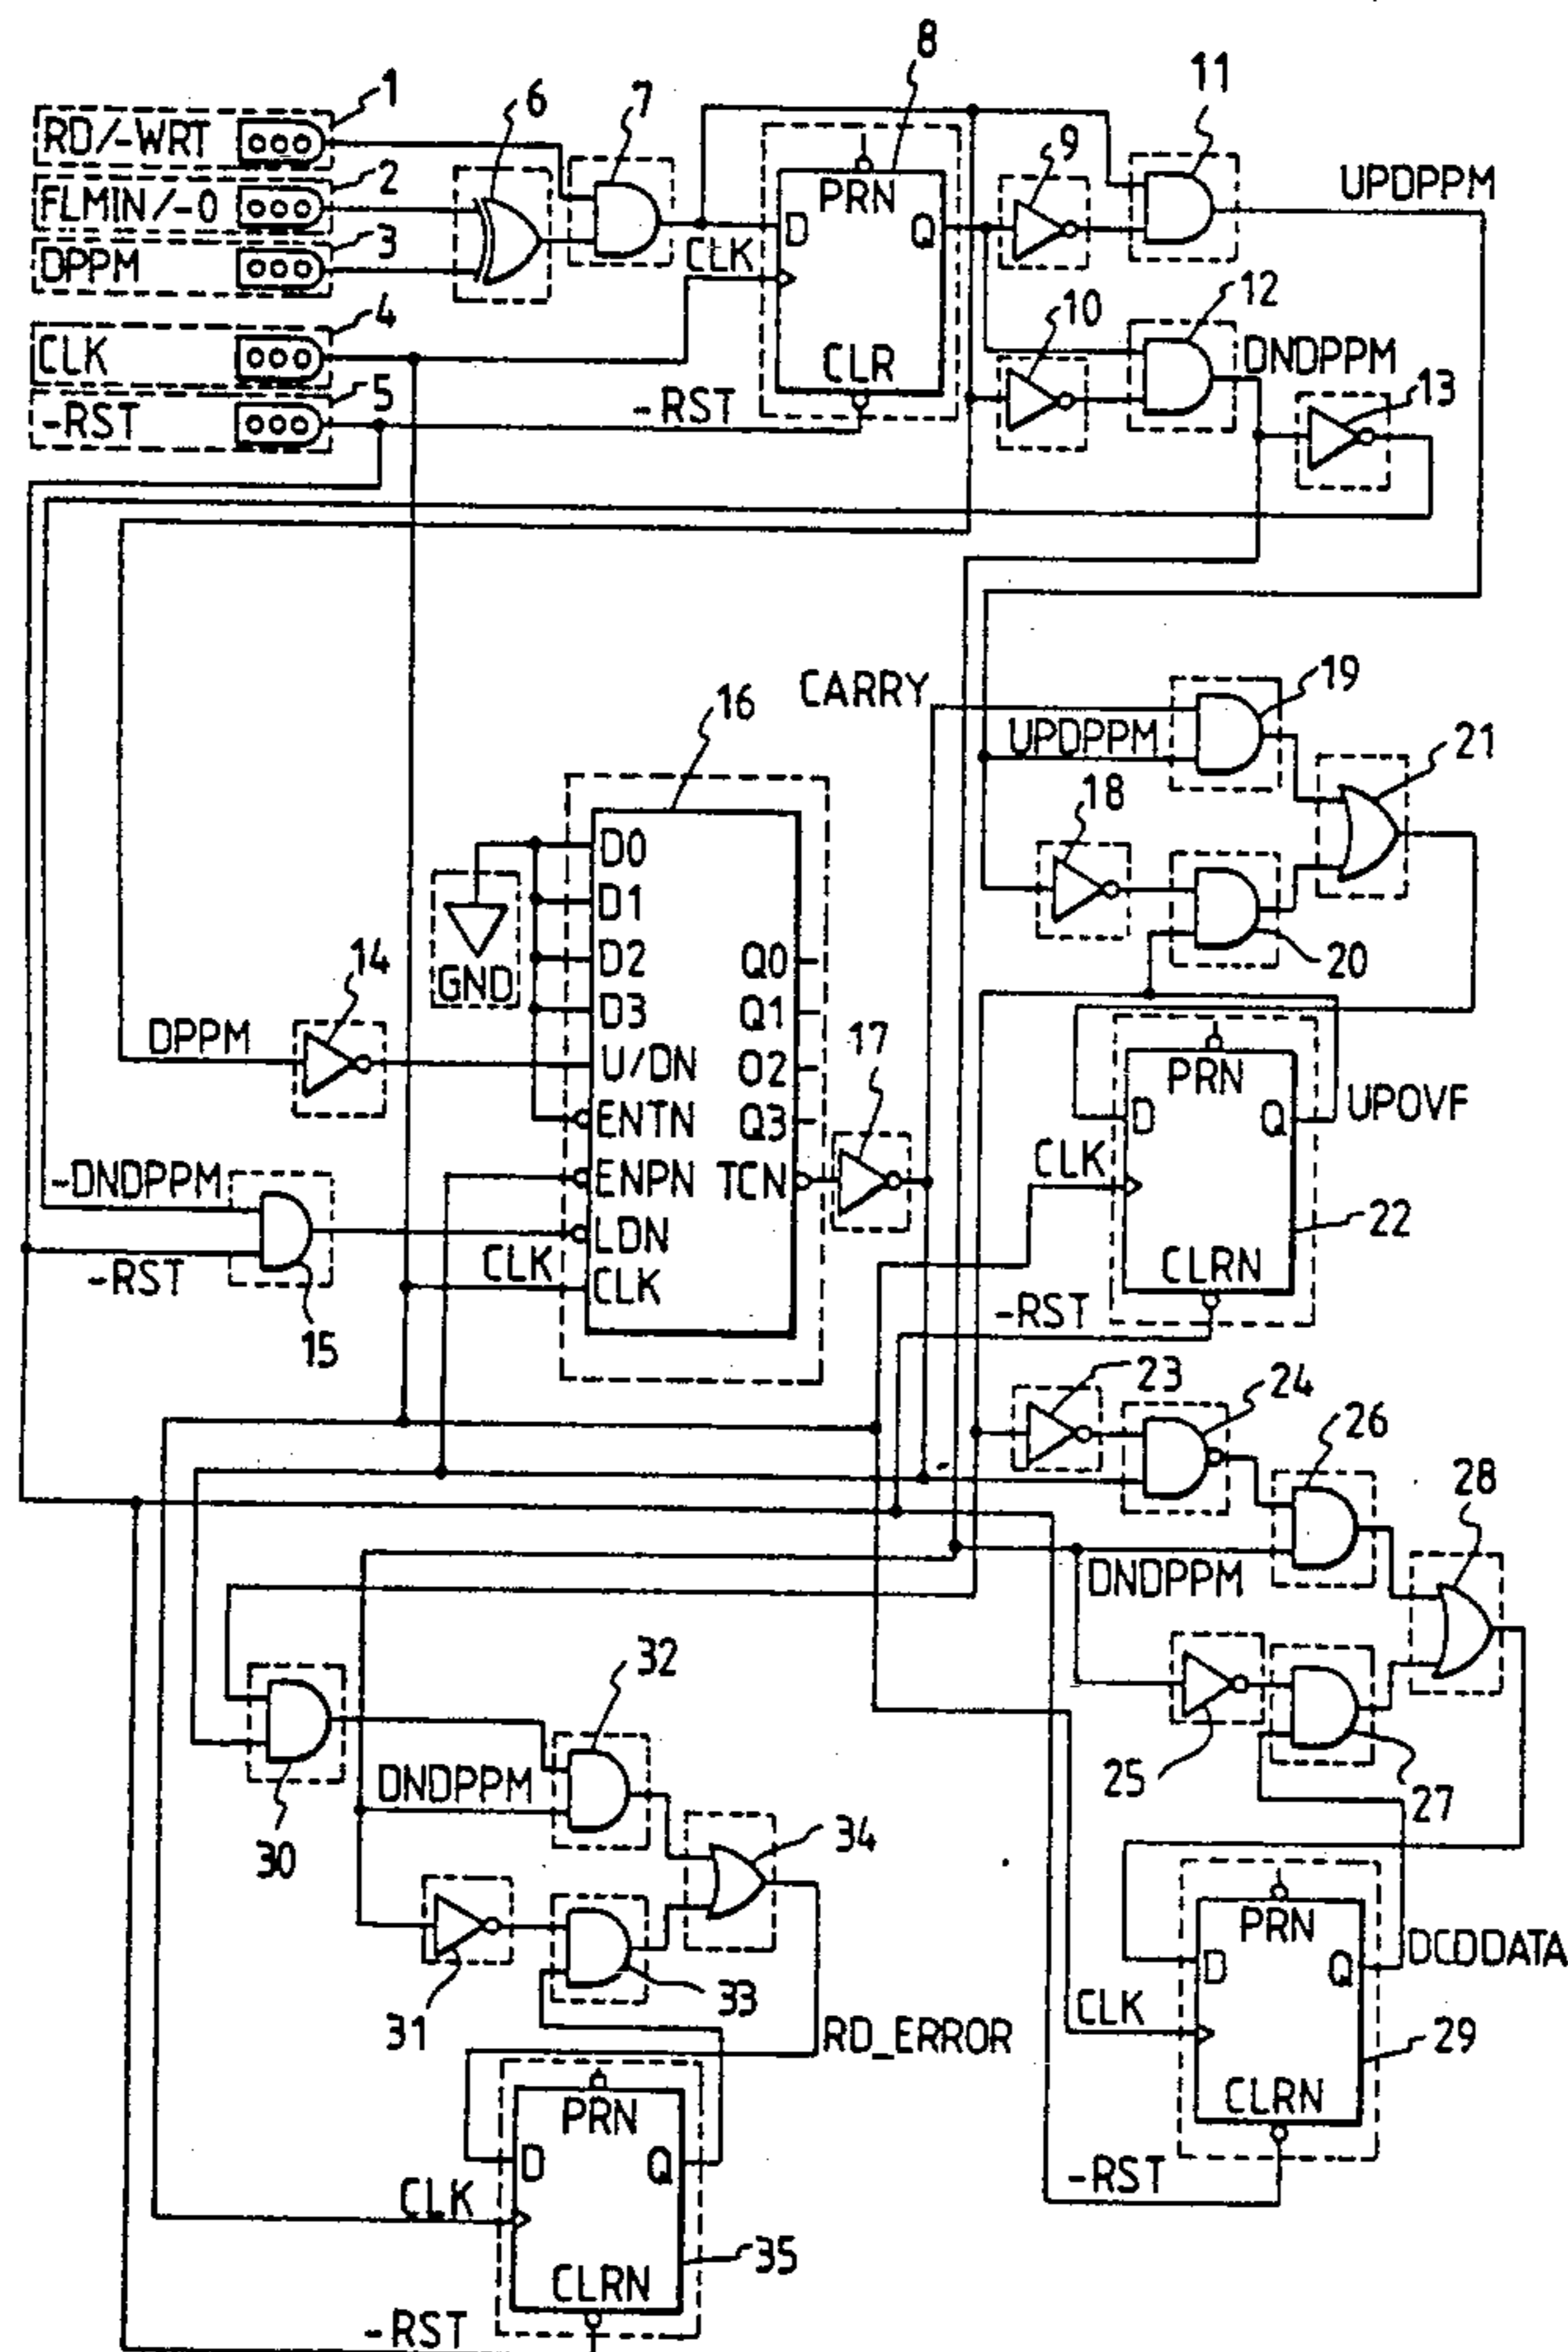 8
1
6
7
11
RD/-WRT
9
UPDPPM
2
FLMIN/-0
PRN
D
Q
3
CLK
DPPM
12
10
4
DNDPPM
CLK
CLR
5
13
-RST
-RST
CARRY
19
16
UPDPPM
21
18
D0
D1
20
D2
Q0
GND
14
D3
Q1
17
DPPM
PRN
U/DN
O2
UPOVF
D
Q
ENTN
Q3
CLK
-DNDPPM
ENPN
TCN
22
LDN
CLK
CLRN
-RST
CLK
-RST
15
23
24
26
28
DNDPPM
32
25
27
DNDPPM
34
30
PRN
DCDDATA
D
Q
33
31
CLK
RD_ERROR
29
CLRN
PRN
D
Q
-RST
CLK
35
CLRN
-RST